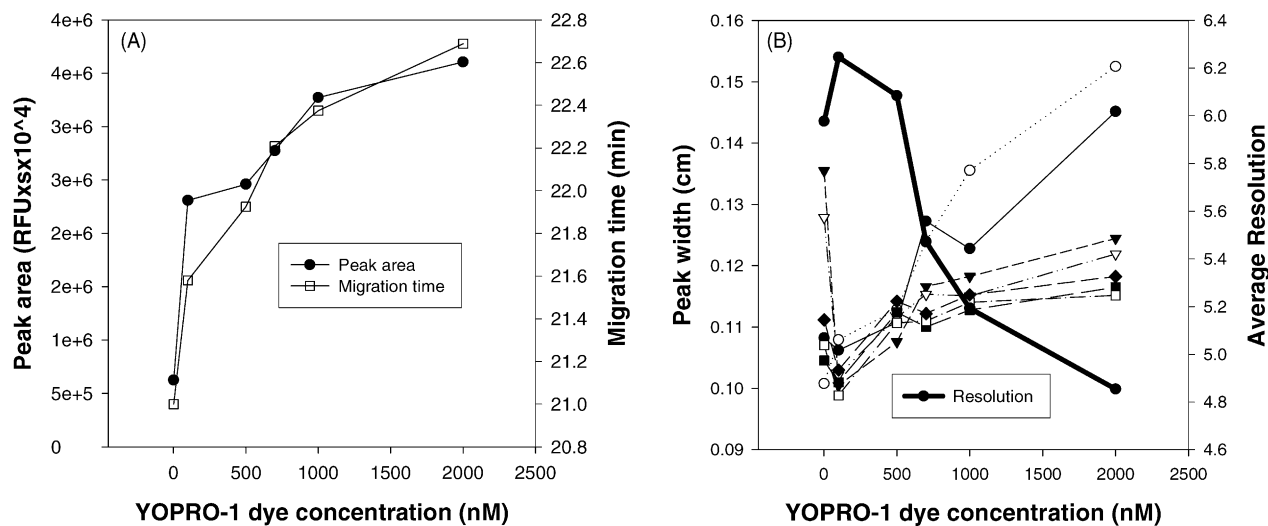 (A)
Peak area (RFUxsx10^4)
4e+6
4e+6
3e+6
3e+6
2e+6
2e+6
1e+6
5e+5
0
Migration time (min)
22.8
22.6
22.4
22.2
22.0
21.8
21.6
21.4
21.2
21.0
20.8
Peak area
Migration time
0 500 1000 1500 2000 2500
YOPRO-1 dye concentration (nM)
(B)
Peak width (cm)
0.16
0.15
0.14
0.13
0.12
0.11
0.10
0.09
Average Resolution
6.4
6.2
6.0
5.8
5.6
5.4
5.2
5.0
4.8
4.6
Resolution
0 500 1000 1500 2000 2500
YOPRO-1 dye concentration (nM)